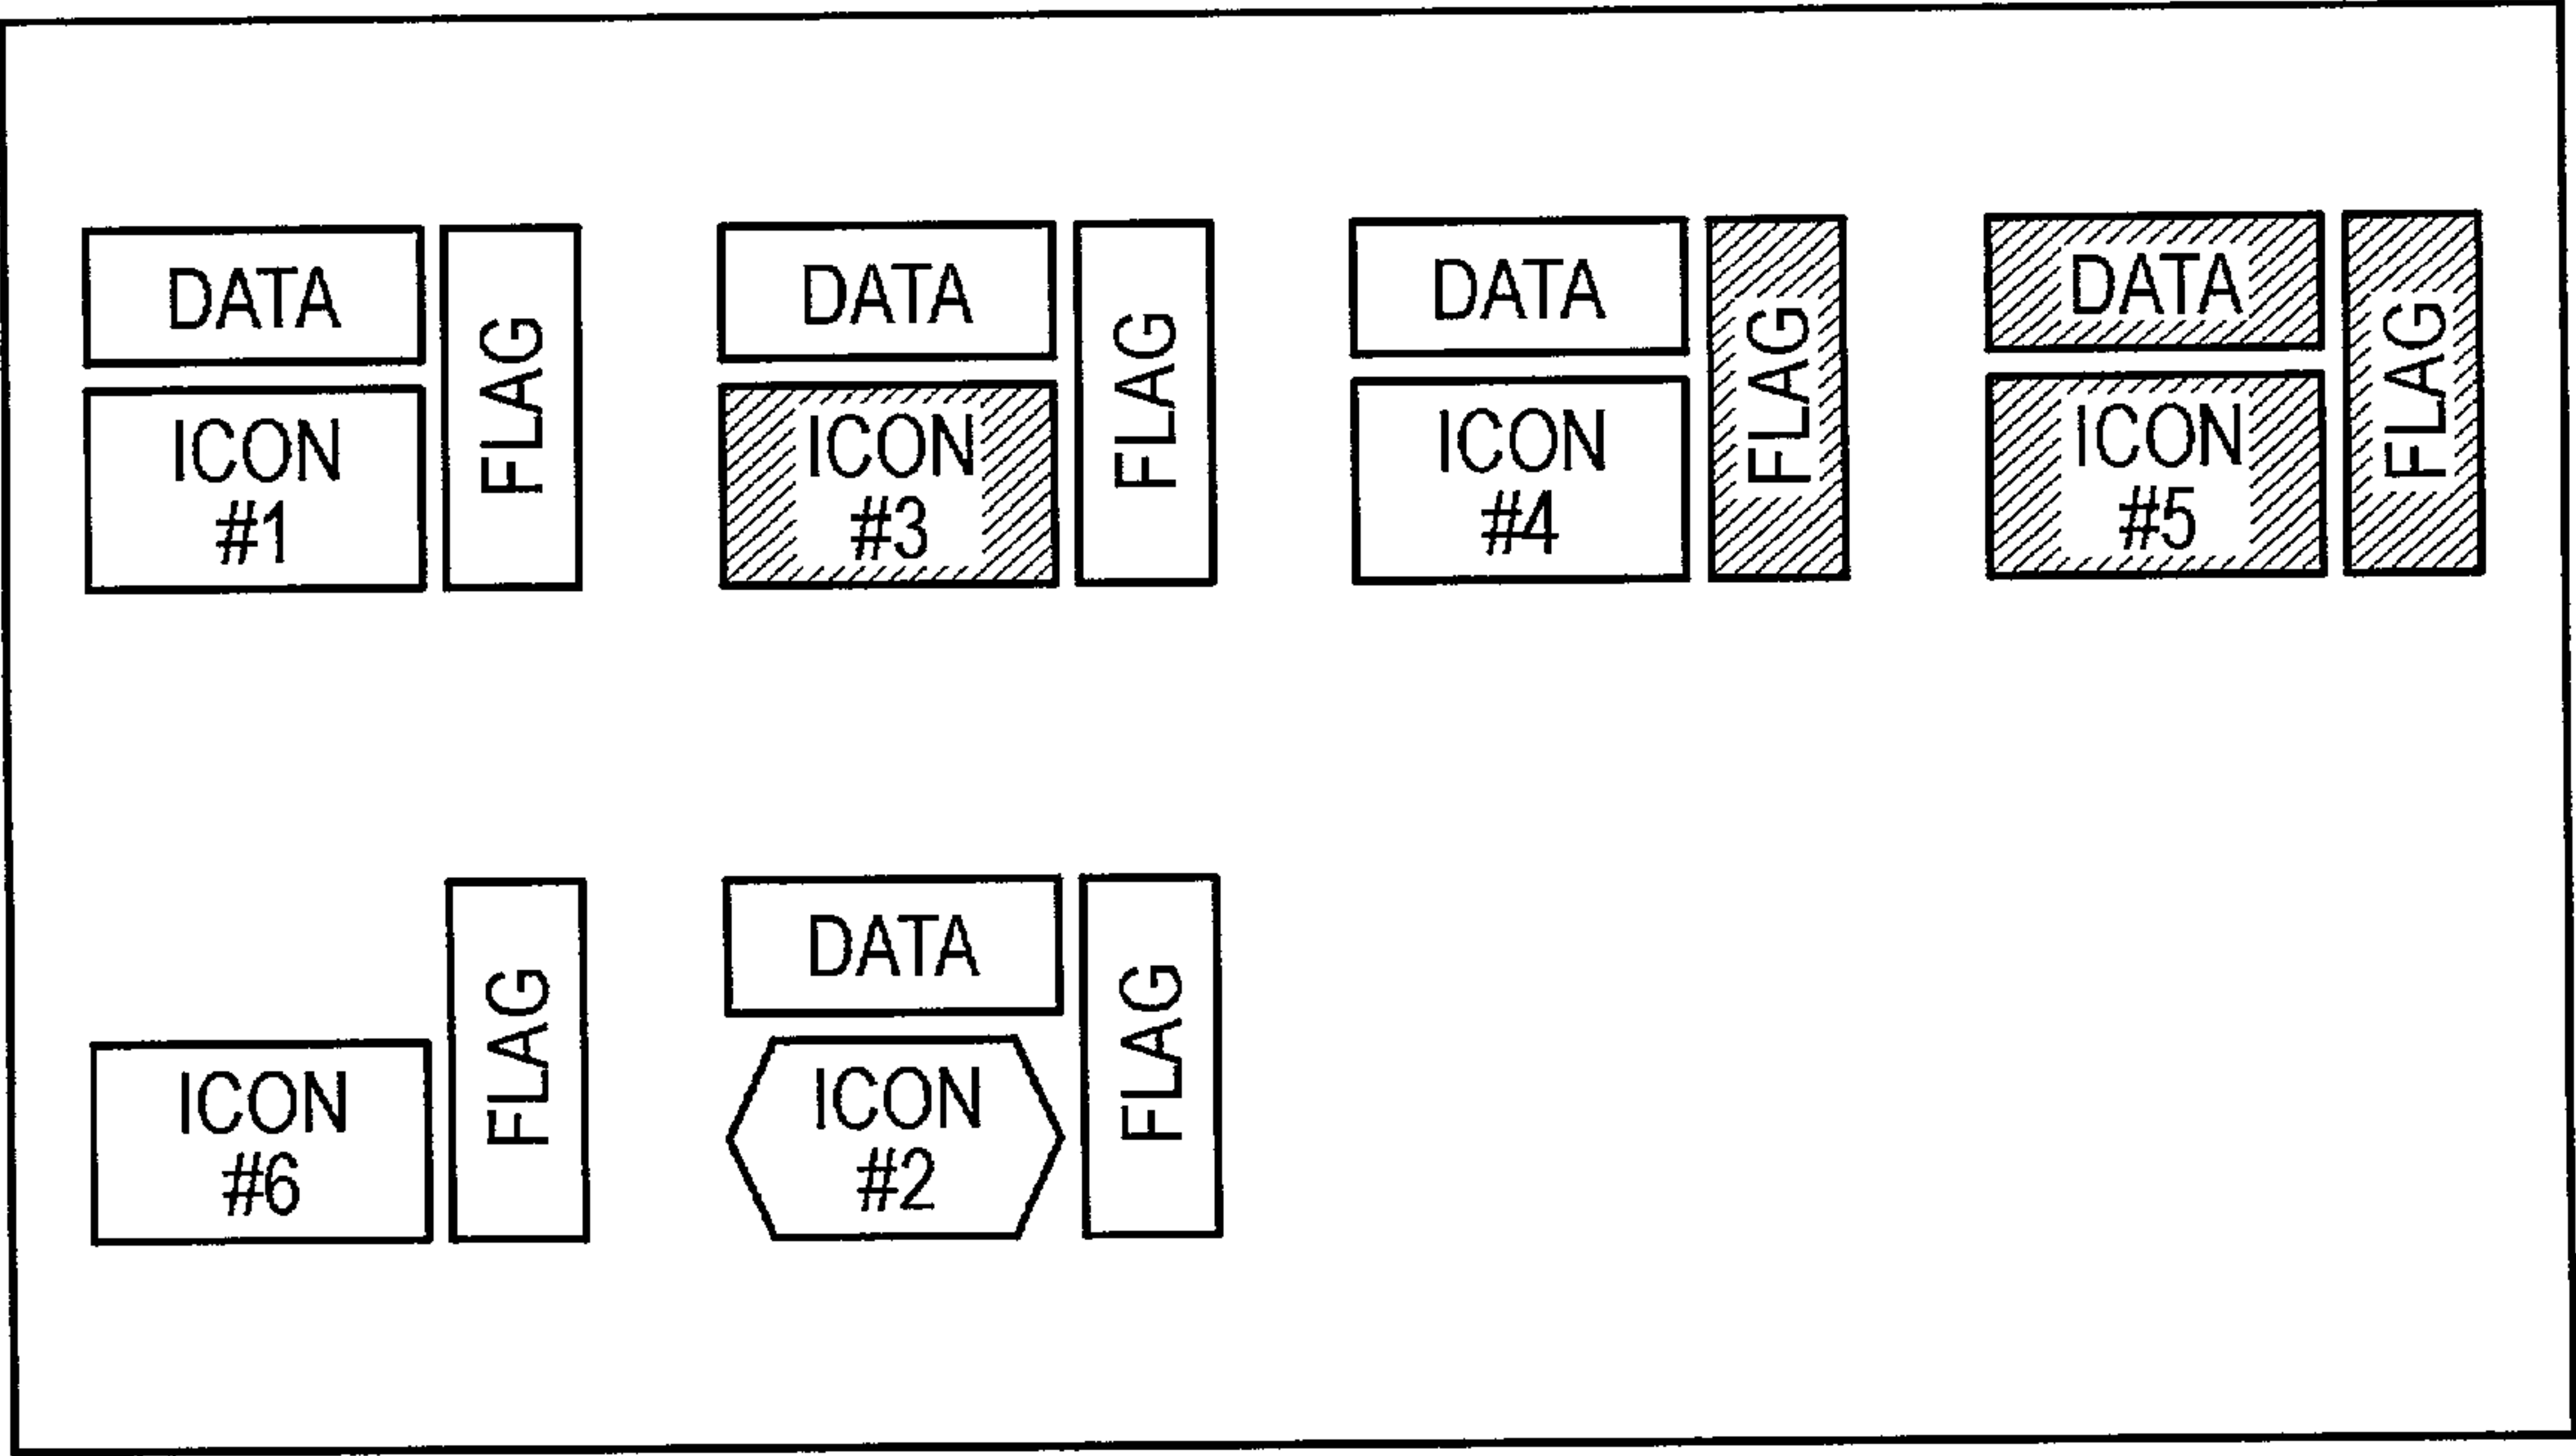 DATA
ICON
#1
FLAG
DATA
ICON
#3
FLAG
DATA
ICON
#4
FLAG
DATA
ICON
#5
FLAG
ICON
#6
FLAG
DATA
ICON
#2
FLAG